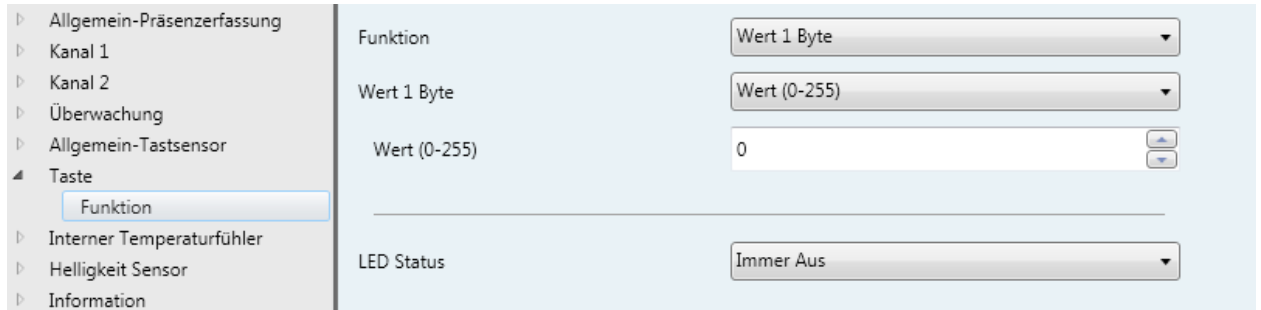 Allgemein-Präsenzerfassung
Kanal 1
Kanal 2
Überwachung
Allgemein-Tastsensor
Taste
Funktion
Interner Temperaturfühler
Helligkeit Sensor
Information
Funktion Wert 1 Byte
Wert 1 Byte Wert (0-255)
Wert (0-255) 0
LED Status Immer Aus